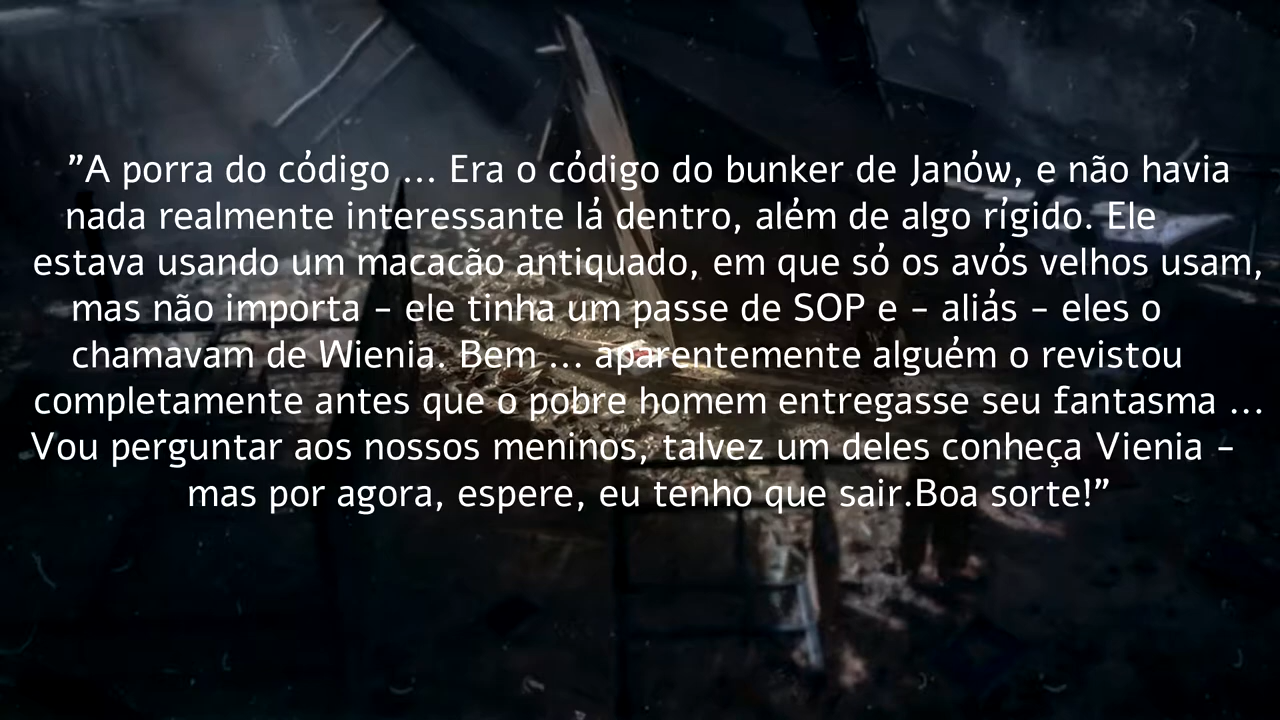 ”A porra do código ... Era o código do bunker de Janów, e não havia
nada realmente interessante lá dentro, além de algo rígido. Ele
estava usando um macacão antiquado, em que só os avós velhos usam,
mas não importa – ele tinha um passe de SOP e – aliás – eles o
chamavam de Wienia. Bem ... aparentemente alguém o revistou
completamente antes que o pobre homem entregasse seu fantasma ...
Vou perguntar aos nossos meninos, talvez um deles conheça Vienia –
mas por agora, espere, eu tenho que sair.Boa sorte!”